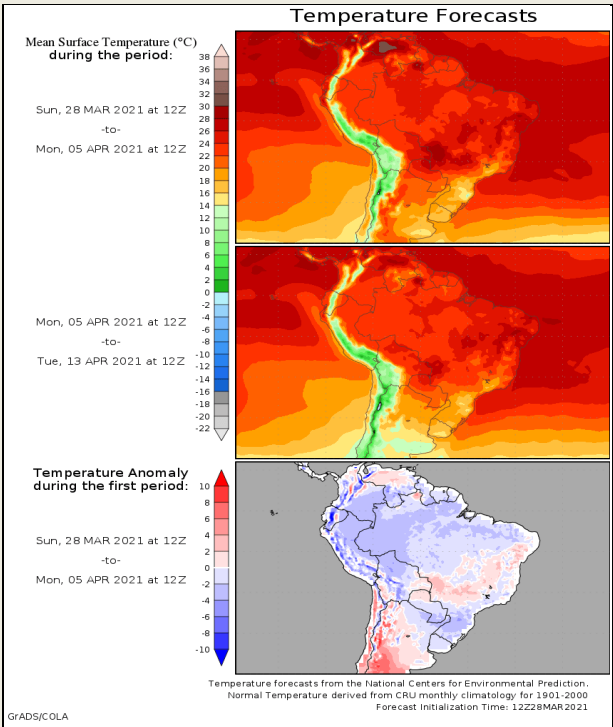 Temperature Forecasts
Mean Surface Temperature (°C)
during the period:
38
36
34
32
30
28
26
24
22
20
18
16
14
12
10
8
6
4
2
0
-2
-4
-6
-8
-10
-12
-14
-16
-18
-20
-22
Sun, 28 MAR 2021 at 12Z
-to-
Mon, 05 APR 2021 at 12Z
Mon, 05 APR 2021 at 12Z
-to-
Tue, 13 APR 2021 at 12Z
Temperature Anomaly
during the first period:
10
8
6
4
2
0
-2
-4
-6
-8
-10
Sun, 28 MAR 2021 at 12Z
-to-
Mon, 05 APR 2021 at 12Z
Temperature forecasts from the National Centers for Environmental Prediction.
Normal Temperature derived from CRU monthly climatology for 1901-2000
Forecast Initialization Time: 12Z28MAR2021
GrADS/COLA